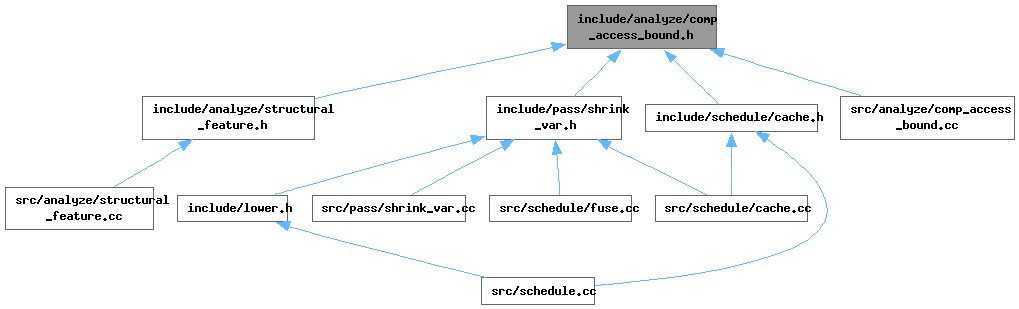 include/analyze/comp
_access_bound.h
include/analyze/structural
_feature.h
include/pass/shrink
_var.h
include/schedule/cache.h
src/analyze/comp_access
_bound.cc
src/analyze/structural
_feature.cc
include/lower.h
src/pass/shrink_var.cc
src/schedule/fuse.cc
src/schedule/cache.cc
src/schedule.cc